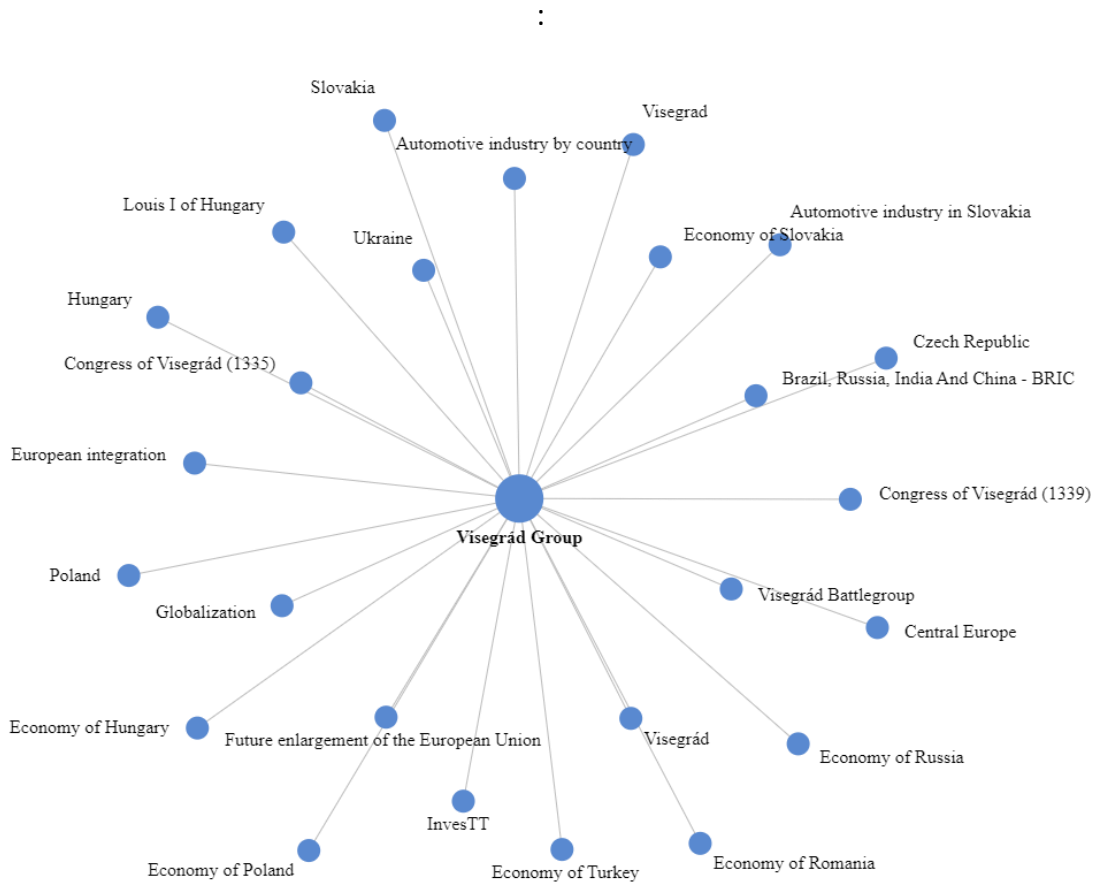 :
Slovakia
Visegrad
Automotive industry by country
Louis I of Hungary
Automotive industry in Slovakia
Ukraine
Economy of Slovakia
Hungary
Czech Republic
Congress of Visegrád (1335)
Brazil, Russia, India And China - BRIC
European integration
Congress of Visegrád (1339)
Visegrád Group
Poland
Visegrád Battlegroup
Globalization
Central Europe
Economy of Hungary
Future enlargement of the European Union
Visegrád
Economy of Russia
InvesTT
Economy of Poland
Economy of Turkey
Economy of Romania